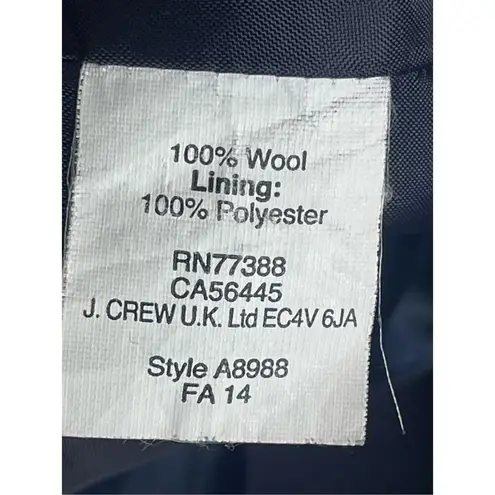 100% Wool
Lining:
100% Polyester
RN77388
CA56445
J. CREW U.K. Ltd EC4V 6JA
Style A8988
FA 14